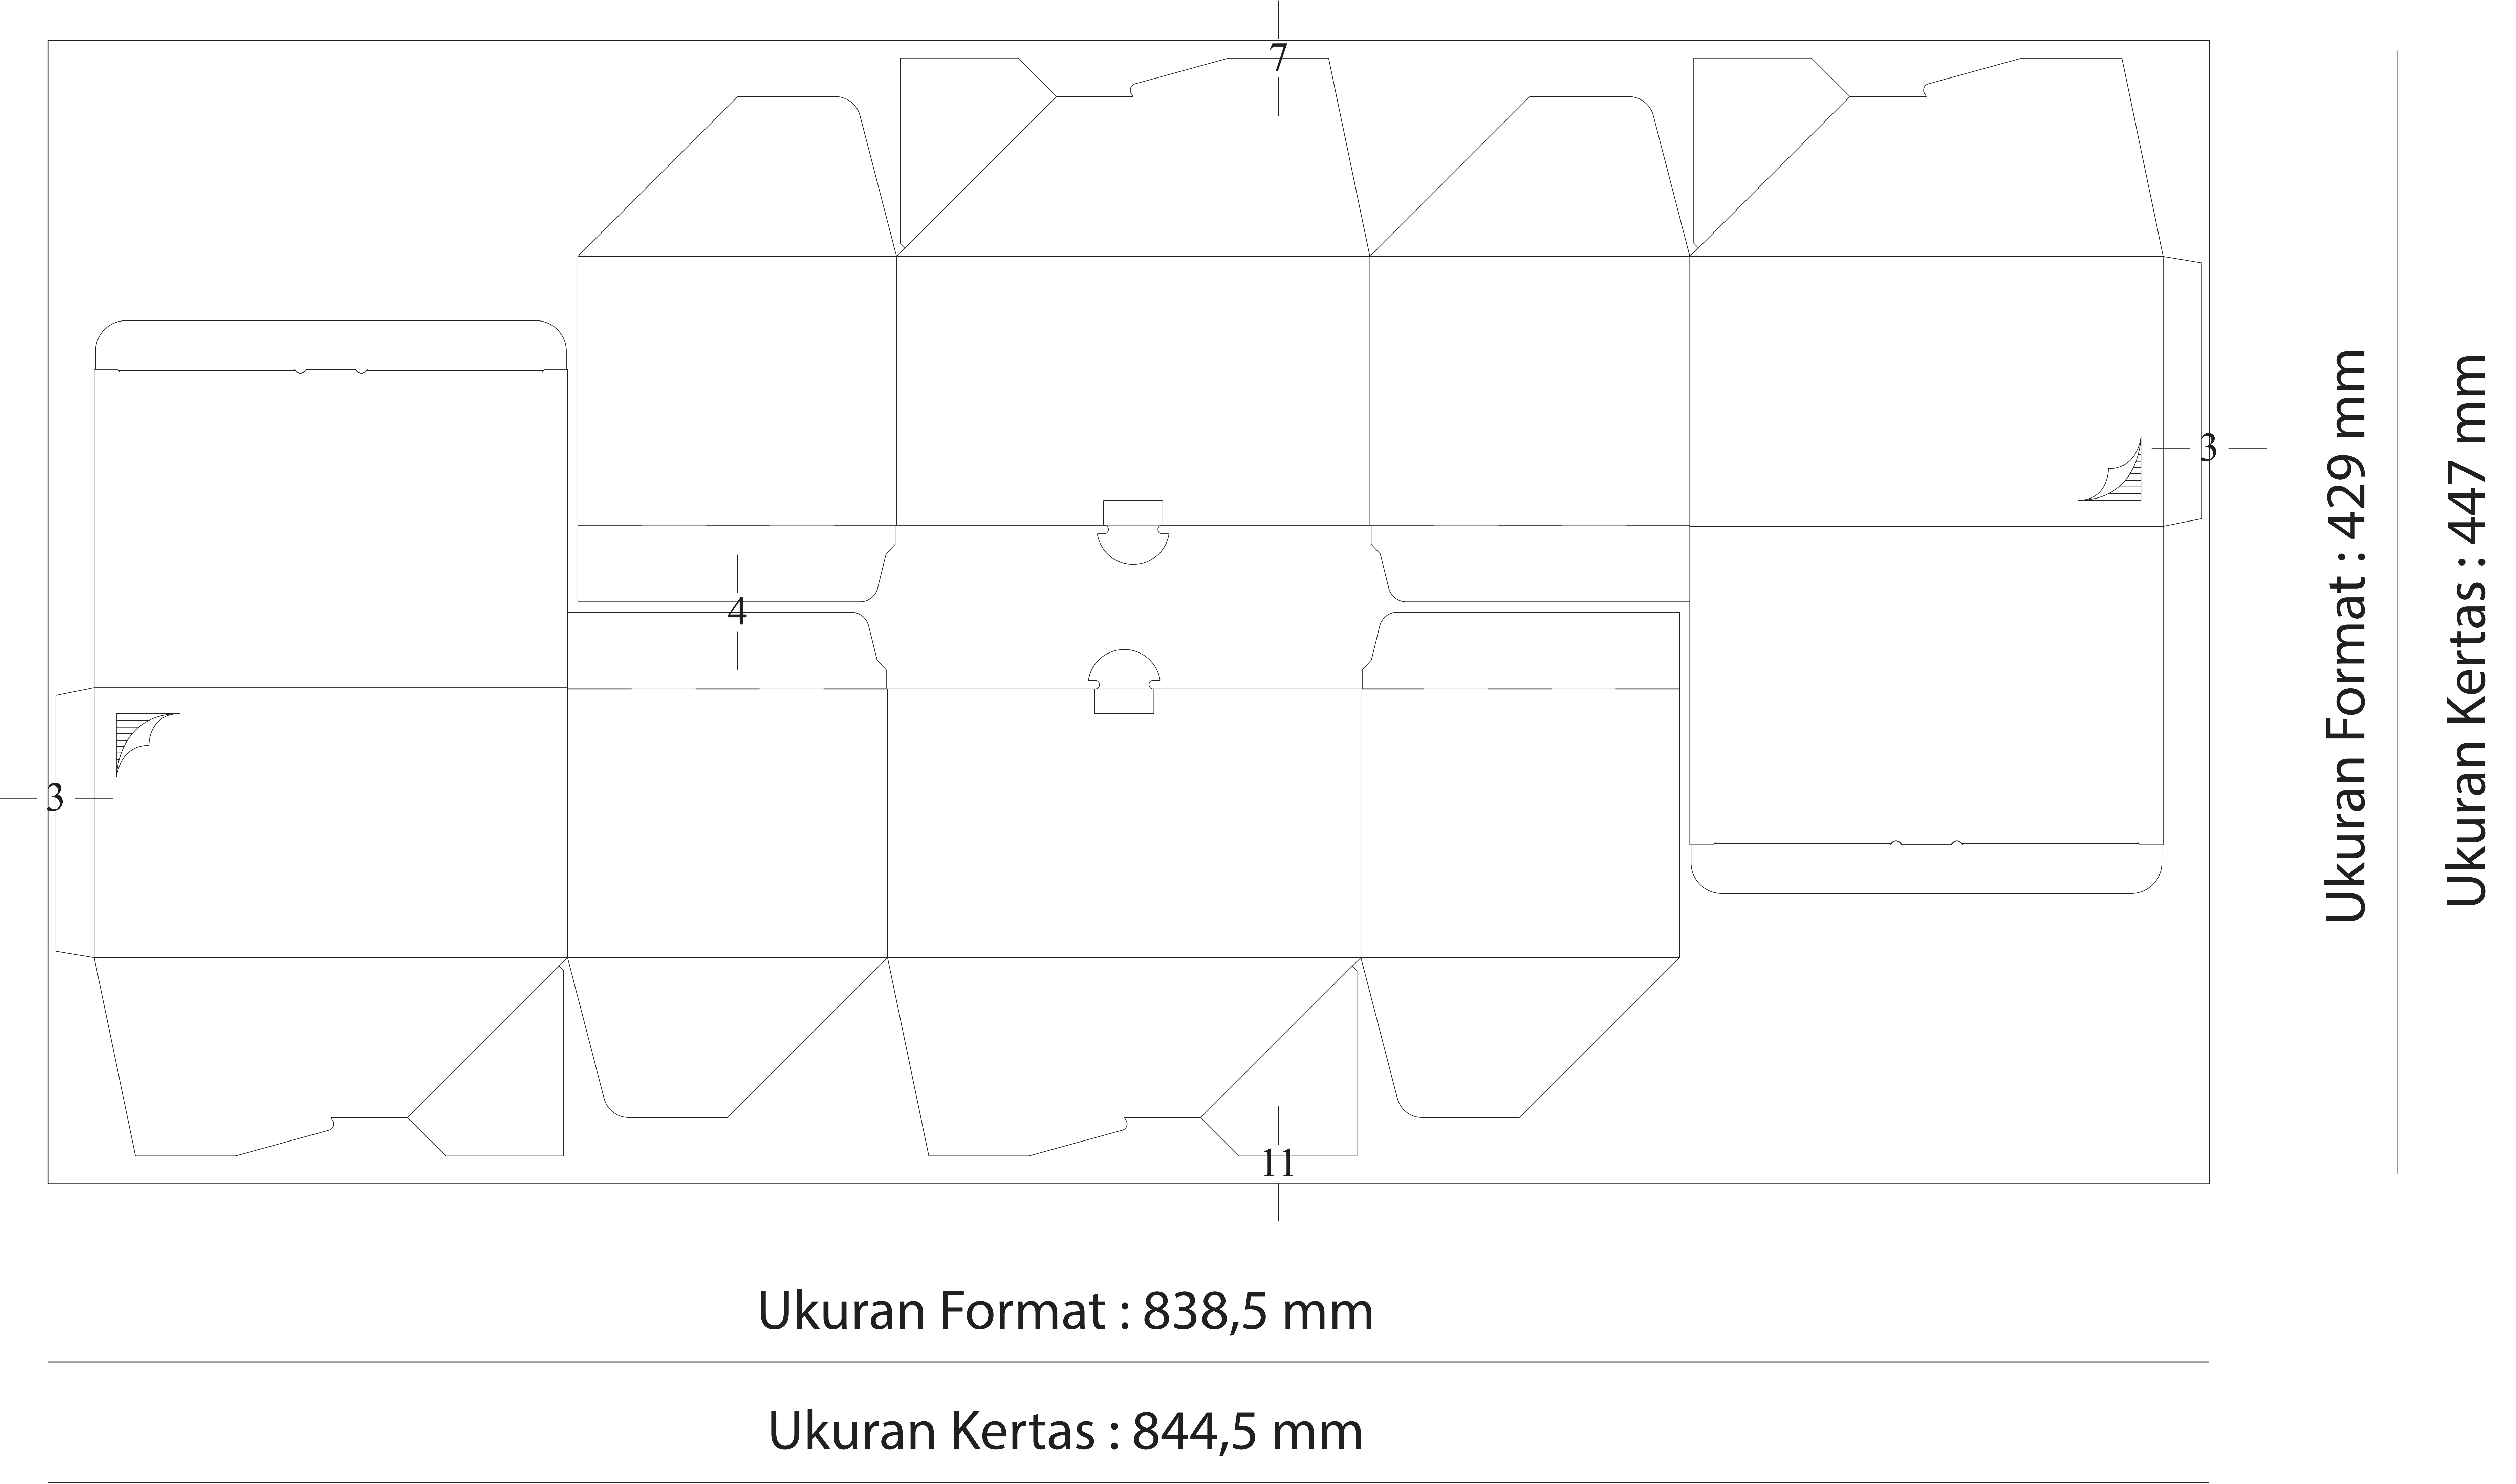 7
3
4
3
11
Ukuran Format : 429 mm
Ukuran Kertas : 447 mm
Ukuran Format : 838,5 mm
Ukuran Kertas : 844,5 mm